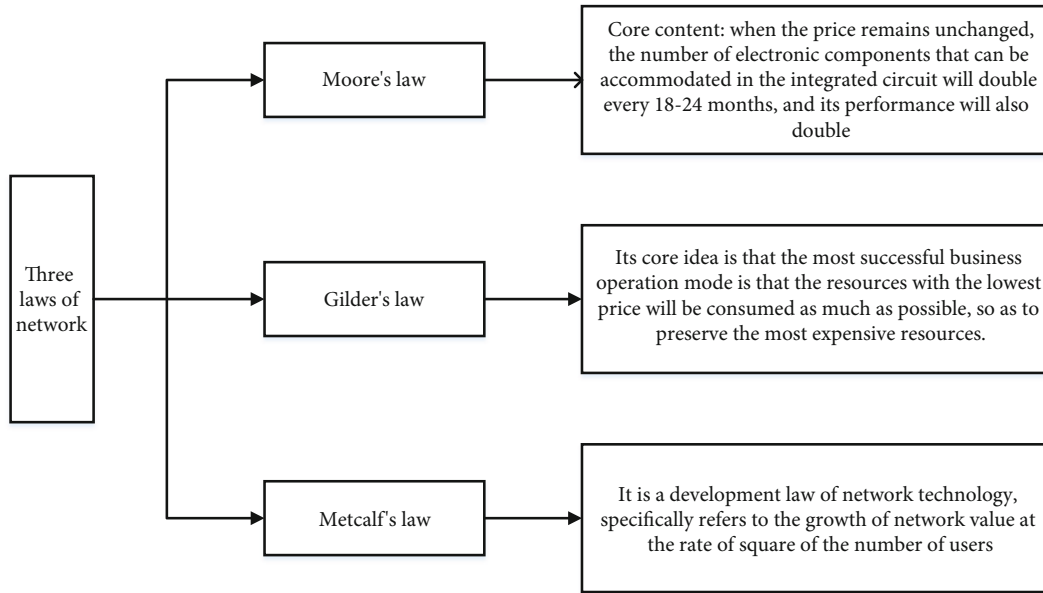 Three
laws of
network
Moore's law
Core content: when the price remains unchanged,
the number of electronic components that can be
accommodated in the integrated circuit will double
every 18-24 months, and its performance will also
double
Gilder's law
Its core idea is that the most successful business
operation mode is that the resources with the lowest
price will be consumed as much as possible, so as to
preserve the most expensive resources.
Metcalf's law
It is a development law of network technology,
specifically refers to the growth of network value at
the rate of square of the number of users